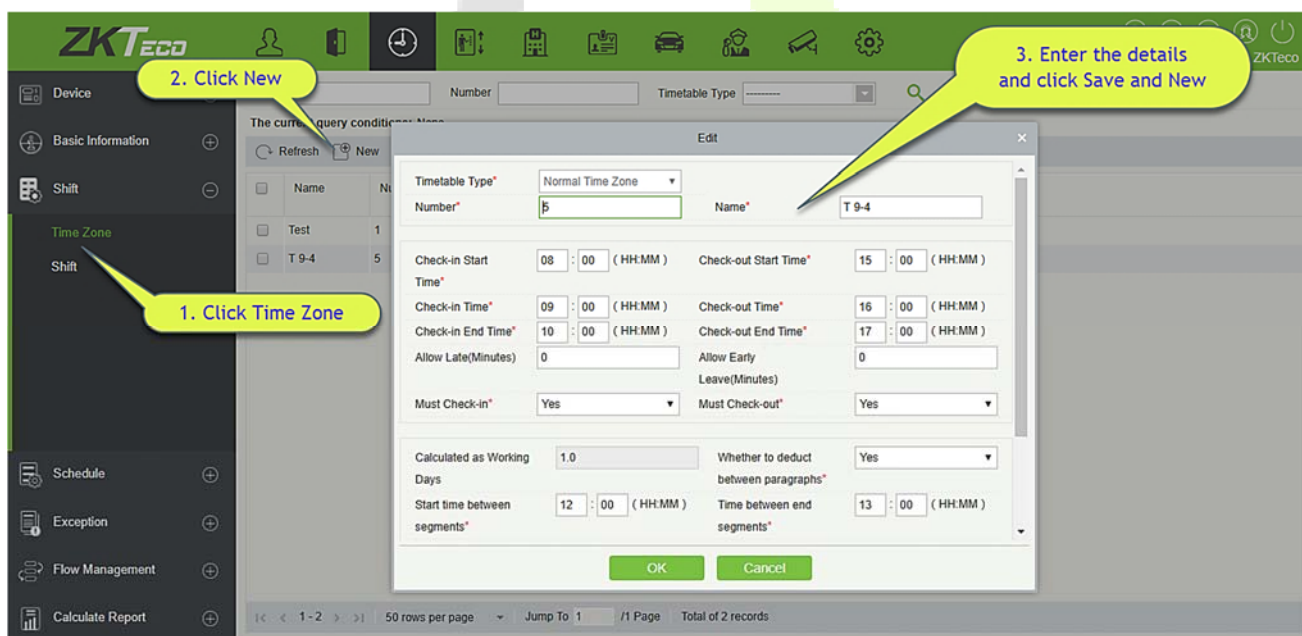 ZKTeco
ZKTeco
2. Click New
3. Enter the details
and click Save and New
Device
Number
Timetable Type ---------
Basic Information
The current query conditions: None
Refresh New
Edit
Shift
Name
Timetable Type* Normal Time Zone
Number* 5 Name* T 9-4
Time Zone
Test 1
Shift
T 9-4 5
1. Click Time Zone
Check-in Start
Time*
08 : 00 ( HH:MM ) Check-out Start Time* 15 : 00 ( HH:MM )
Check-in Time* 09 : 00 ( HH:MM ) Check-out Time* 16 : 00 ( HH:MM )
Check-in End Time* 10 : 00 ( HH:MM ) Check-out End Time* 17 : 00 ( HH:MM )
Allow Late(Minutes) 0 Allow Early
Leave(Minutes)
0
Must Check-in* Yes Must Check-out* Yes
Calculated as Working
Days
1.0
Whether to deduct
between paragraphs*
Yes
Start time between
segments*
12 : 00 ( HH:MM )
Time between end
segments*
13 : 00 ( HH:MM )
OK Cancel
Schedule
Exception
Flow Management
Calculate Report
1 - 2 50 rows per page Jump To 1 /1 Page Total of 2 records